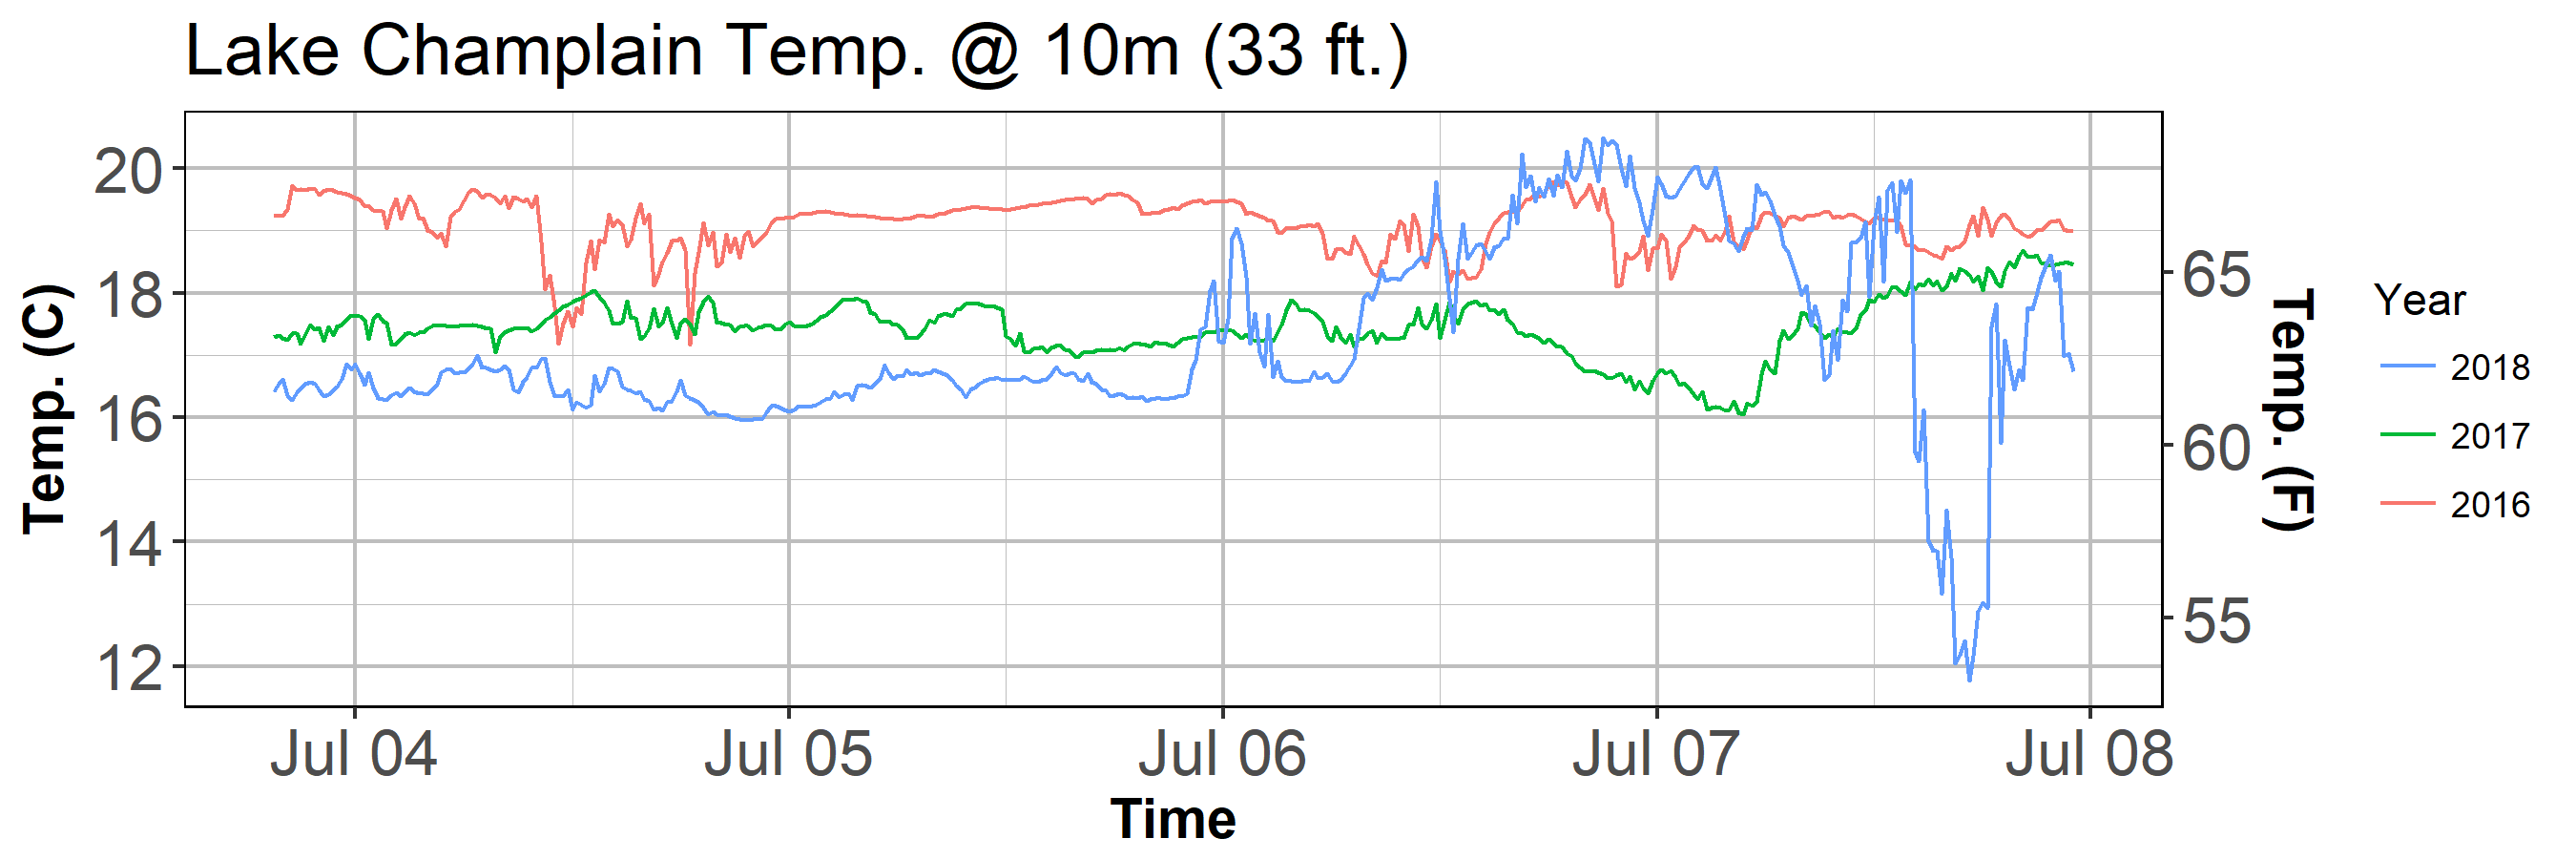 Lake Champlain Temp. @ 10m (33 ft.)
Temp. (C)
20
18
16
14
12
65
60
55
Temp. (F)
Jul 04
Jul 05
Jul 06
Jul 07
Jul 08
Time
Year
2018
2017
2016